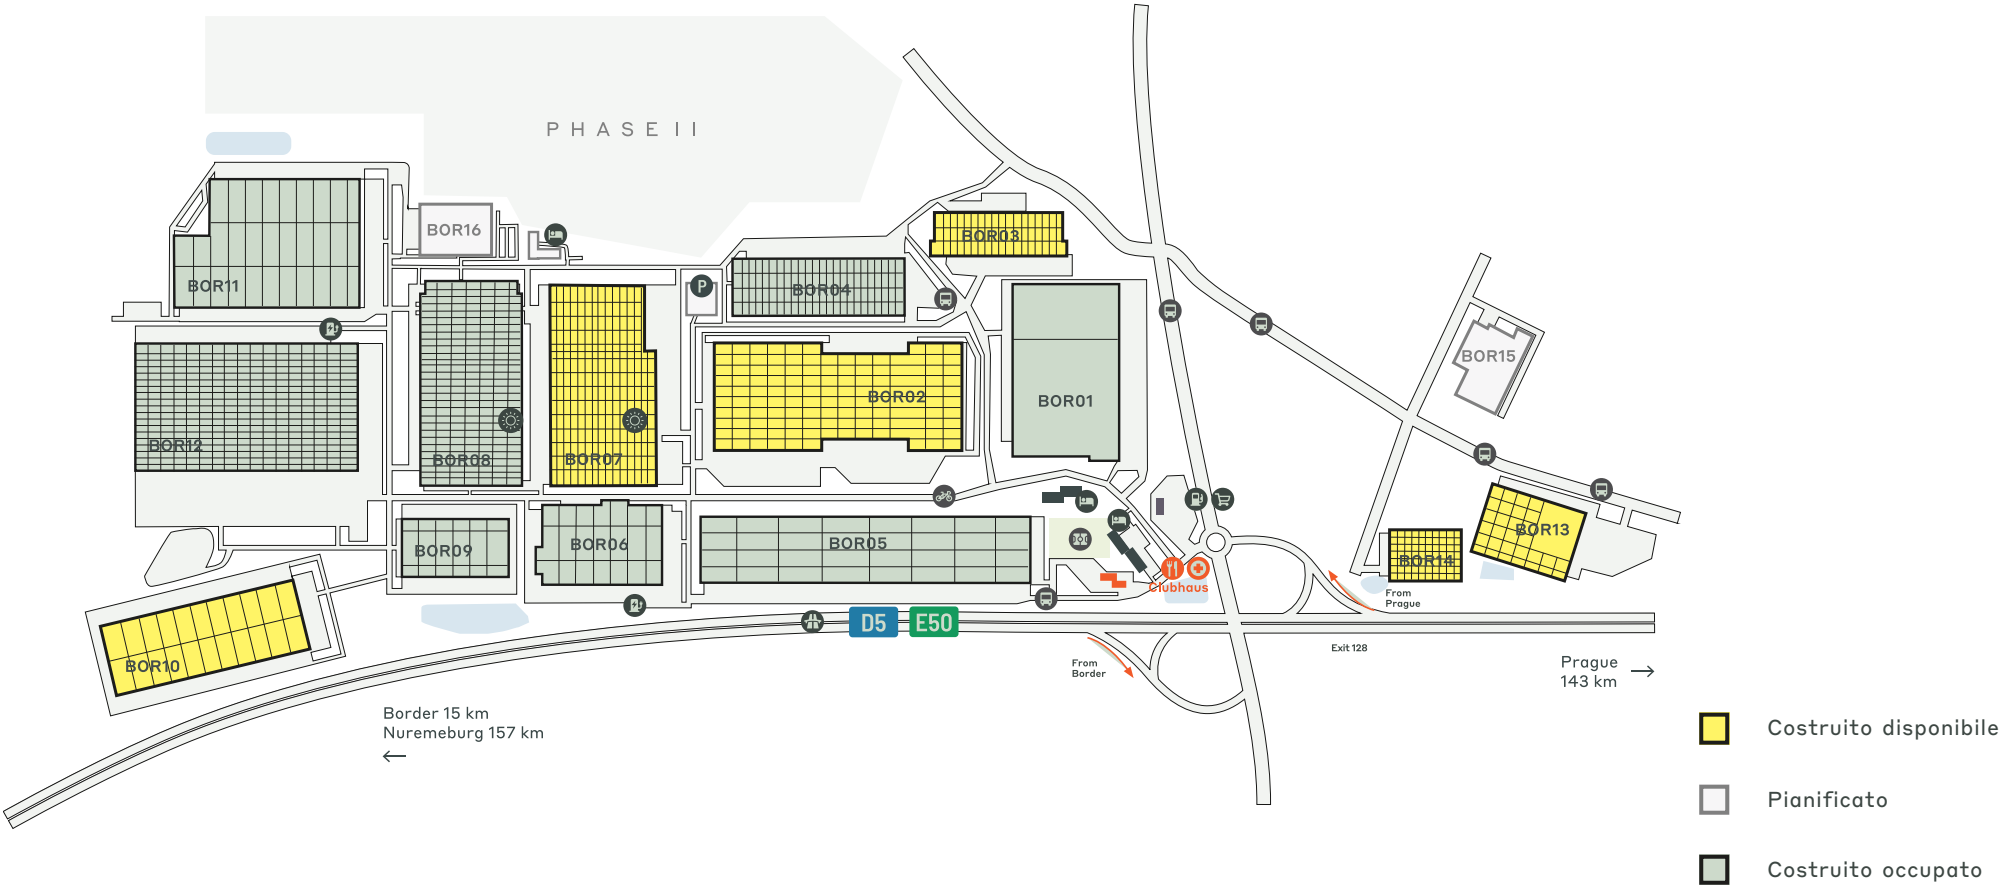 PHASE II
BOR16
BOR03
BOR11
BOR04
P
BOR15
BOR02
BOR01
BOR12
BOR08
BOR07
BOR13
BOR09
BOR06
BOR05
BOR14
Clubhaus
From
Prague
D5
E50
BOR10
From
Border
Exit 128
Prague
143 km
Border 15 km
Nuremeburg 157 km
Costruito disponibile
Pianificato
Costruito occupato